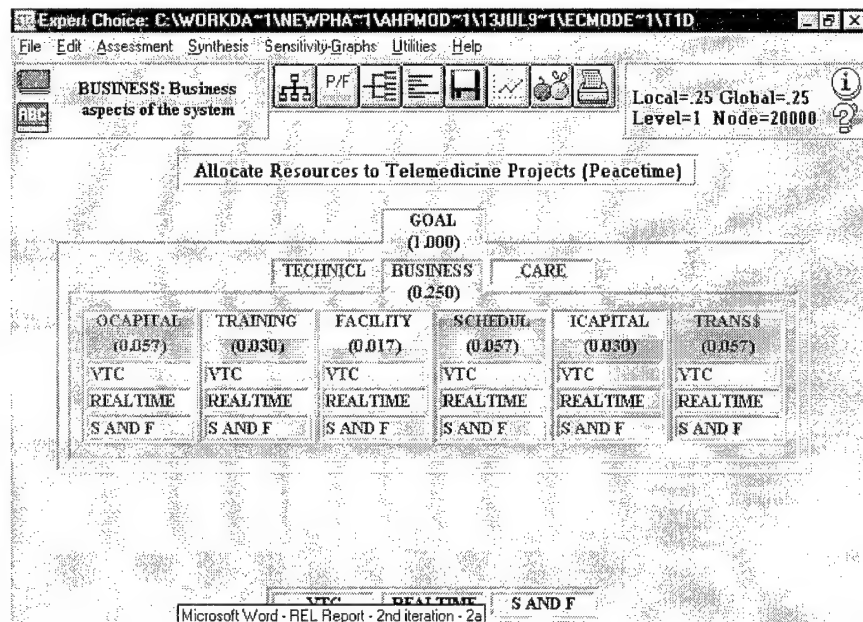 Expert Choice: C:\WORKDA~1\NEWPHA~1\AHPMOD~1\13JUL9~1\ECMODE~1\T1D
File Edit Assessment Synthesis Sensitivity-Graphs Utilities Help
BUSINESS: Business
aspects of the system
ABC
P/F
Local=.25 Global=.25
Level=1 Node=20000
Allocate Resources to Telemedicine Projects (Peacetime)
GOAL
(1.000)
TECHNICL BUSINESS CARE
(0.250)
OCAPITAL TRAINING FACILITY SCHEDUL ICAPITAL TRANS$
(0.057) (0.030) (0.017) (0.057) (0.030) (0.057)
VTC VTC VTC VTC VTC VTC
REALTIME REALTIME REALTIME REALTIME REALTIME REALTIME
S AND F S AND F S AND F S AND F S AND F S AND F
VTC REALTIME S AND F
Microsoft Word - REL Report - 2nd iteration - 2a